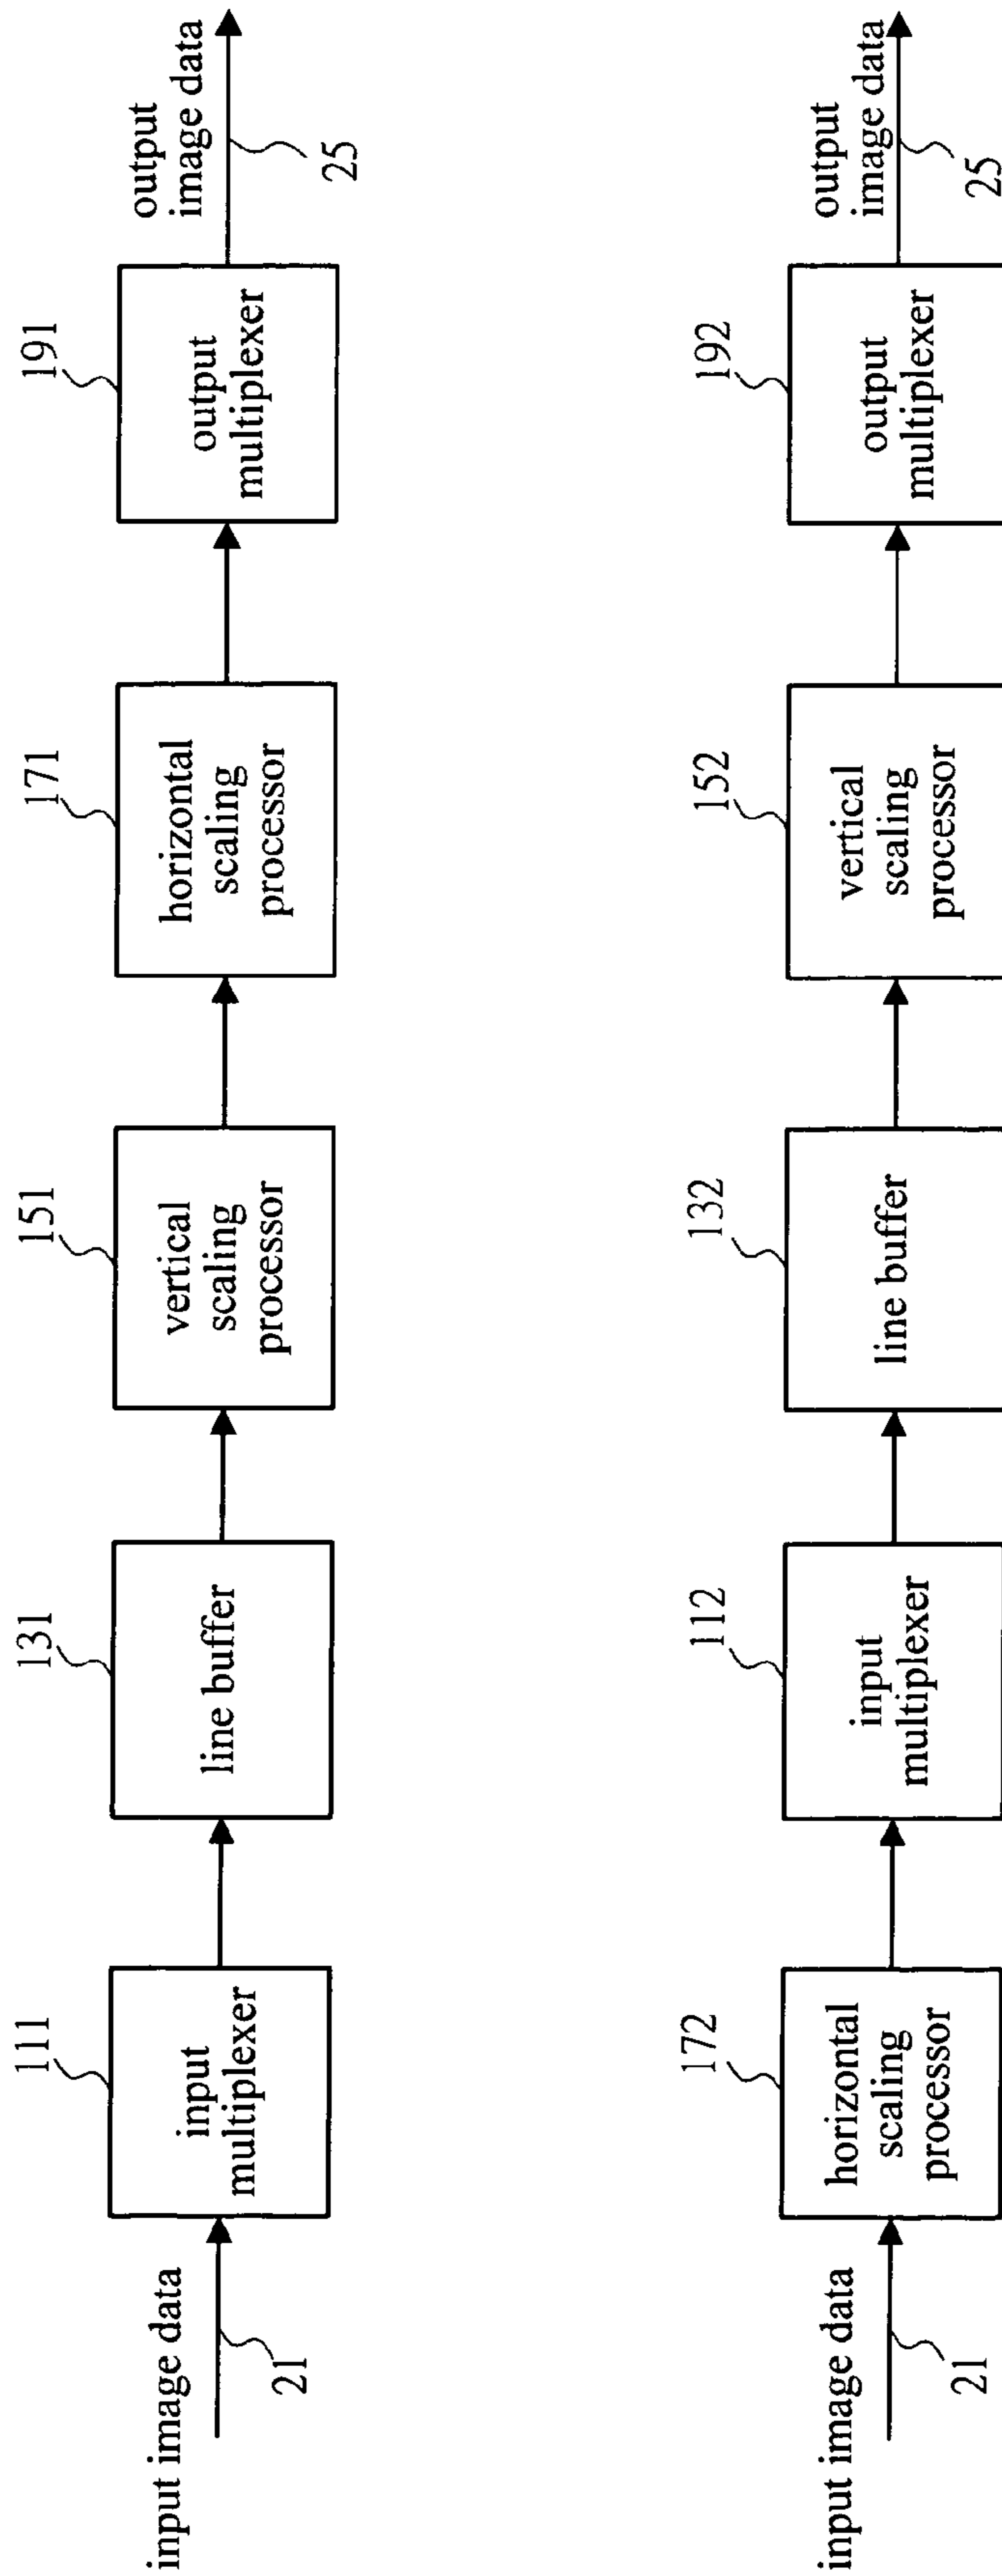 input image data
21
111
input
multiplexer
131
line buffer
151
vertical
scaling
processor
171
horizontal
scaling
processor
191
output
multiplexer
output
image data
25
input image data
21
172
horizontal
scaling
processor
112
input
multiplexer
132
line buffer
152
vertical
scaling
processor
192
output
multiplexer
output
image data
25